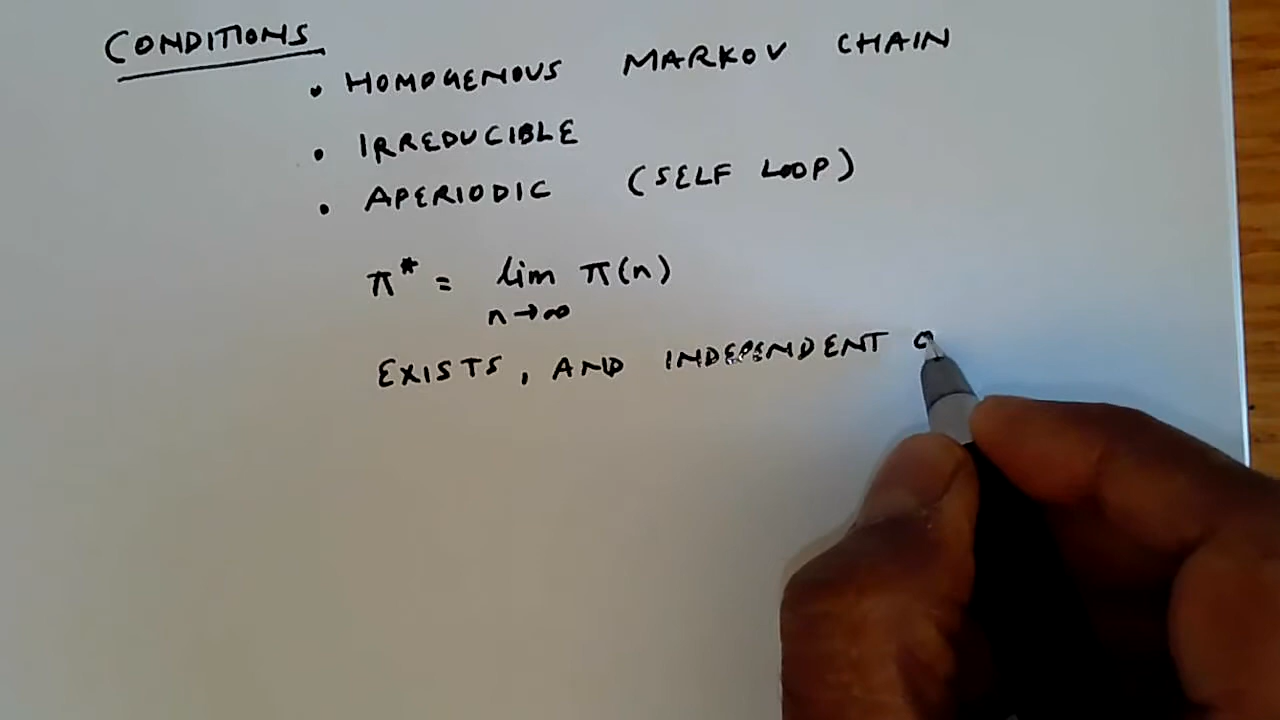 CONDITIONS
• HOMOGENOUS MARKOV CHAIN
• IRREDUCIBLE
• APERIODIC (SELF LOOP)
π* = lim π(n)
n→∞
EXISTS, AND INDEPENDENT